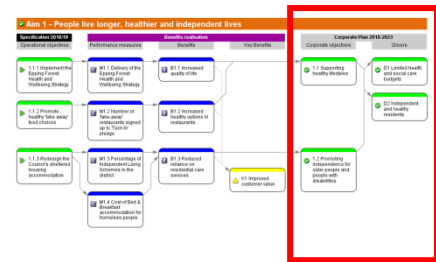 Aim 1 - People live longer, healthier and independent lives
Specification 2018/19
Benefits realisation
Corporate Plan 2018-2023
Operational objectives
Performance measures
Benefits
Key Benefits
Corporate objectives
Drivers
1.1.1 Implement the
Epping Forest
Health and
Wellbeing Strategy
M1.1 Delivery of the
Epping Forest
Health and
Wellbeing Strategy
B1.1 Increased
quality of life
1.1 Supporting
healthy lifestyles
D1 Limited health
and social care
budgets
1.1.2 Promote
healthy 'take away'
food choices
M1.2 Number of
'take-away'
restaurants signed
up to 'Tuck In'
pledge
B1.2 Increased
healthy options in
restaurants
D2 Independent
and healthy
residents
1.1.3 Redesign the
Council's sheltered
housing
accommodation
M1.3 Percentage of
Independent Living
Schemes in the
district
B1.3 Reduced
reliance on
residential care
services
K1 Improved
customer value
1.2 Promoting
independence for
older people and
people with
disabilities
M1.4 Cost of Bed &
Breakfast
accommodation for
homeless people